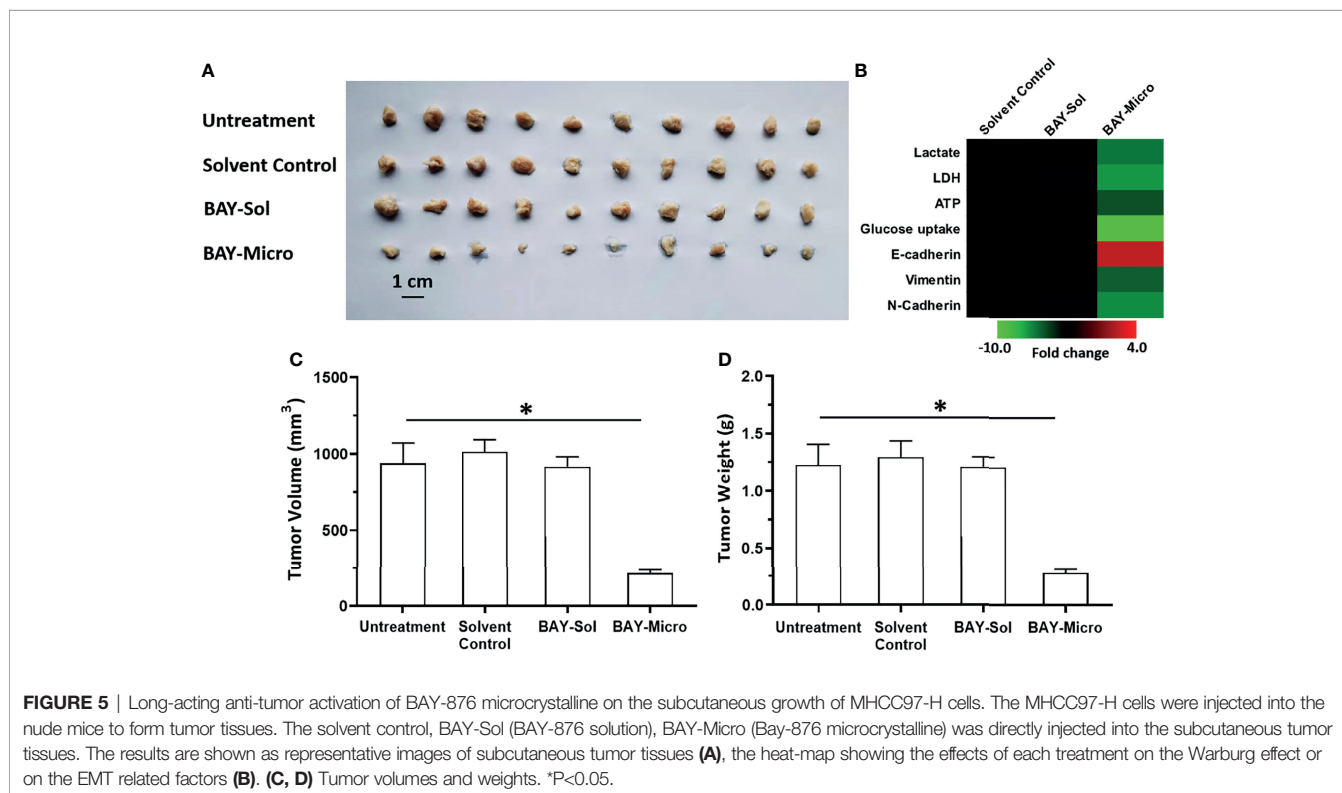 A
Untreatment
Solvent Control
BAY-Sol
BAY-Micro
1 cm
B
Solvent Control
BAY-Sol
BAY-Micro
Lactate
LDH
ATP
Glucose uptake
E-cadherin
Vimentin
N-Cadherin
-10.0
Fold change
4.0
C
Tumor Volume (mm³)
1500
1000
500
0
*
Untreatment
Solvent
Control
BAY-Sol
BAY-Micro
D
Tumor Weight (g)
2.0
1.5
1.0
0.5
0.0
*
Untreatment
Solvent
Control
BAY-Sol
BAY-Micro
FIGURE 5 | Long-acting anti-tumor activation of BAY-876 microcrystalline on the subcutaneous growth of MHCC97-H cells. The MHCC97-H cells were injected into the
nude mice to form tumor tissues. The solvent control, BAY-Sol (BAY-876 solution), BAY-Micro (Bay-876 microcrystalline) was directly injected into the subcutaneous tumor
tissues. The results are shown as representative images of subcutaneous tumor tissues (A), the heat-map showing the effects of each treatment on the Warburg effect or
on the EMT related factors (B). (C, D) Tumor volumes and weights. *P<0.05.